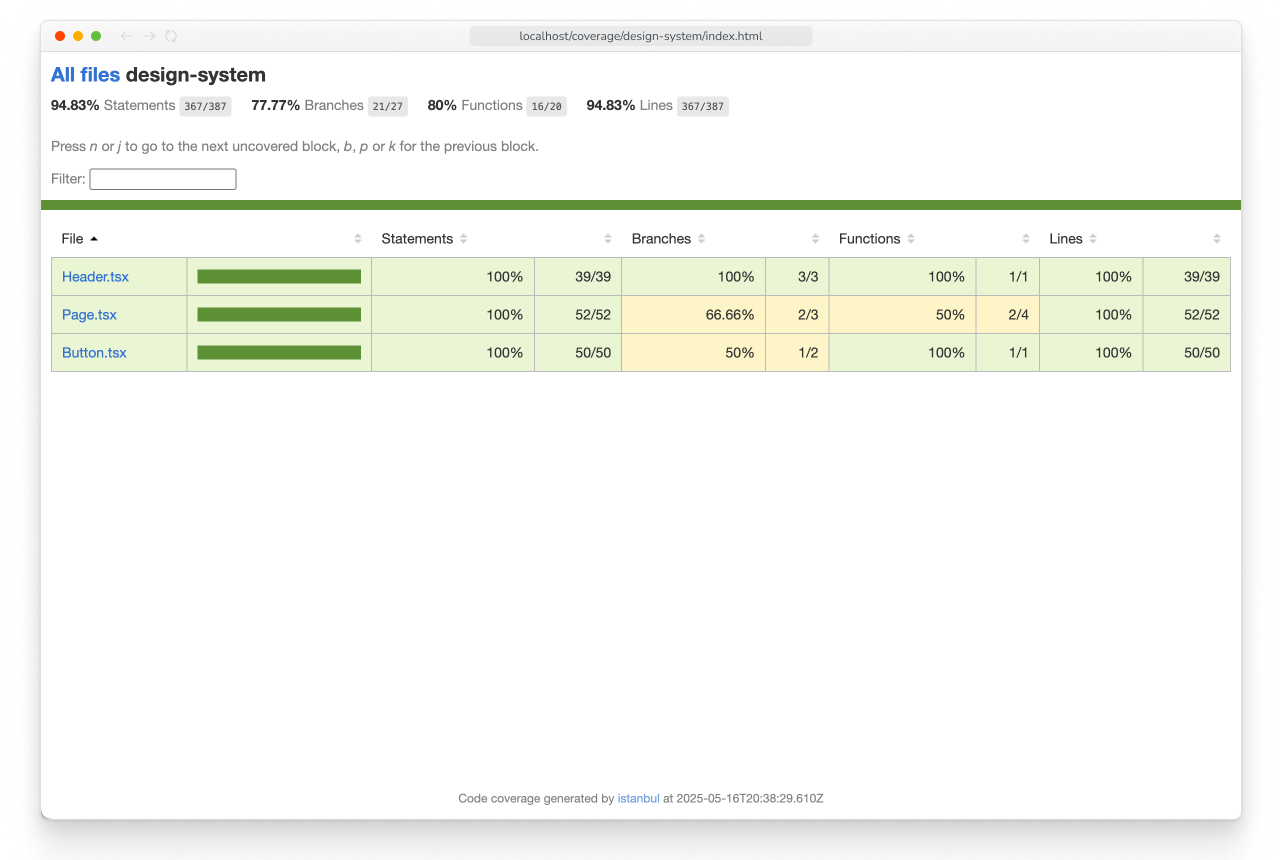 localhost/coverage/design-system/index.html
All files design-system
94.83% Statements 367/387 77.77% Branches 21/27 80% Functions 16/20 94.83% Lines 367/387
Press n or j to go to the next uncovered block, b, p or k for the previous block.
Filter:
File Statements Branches Functions Lines
Header.tsx 100% 39/39 100% 3/3 100% 1/1 100% 39/39
Page.tsx 100% 52/52 66.66% 2/3 50% 2/4 100% 52/52
Button.tsx 100% 50/50 50% 1/2 100% 1/1 100% 50/50
Code coverage generated by istanbul at 2025-05-16T20:38:29.610Z